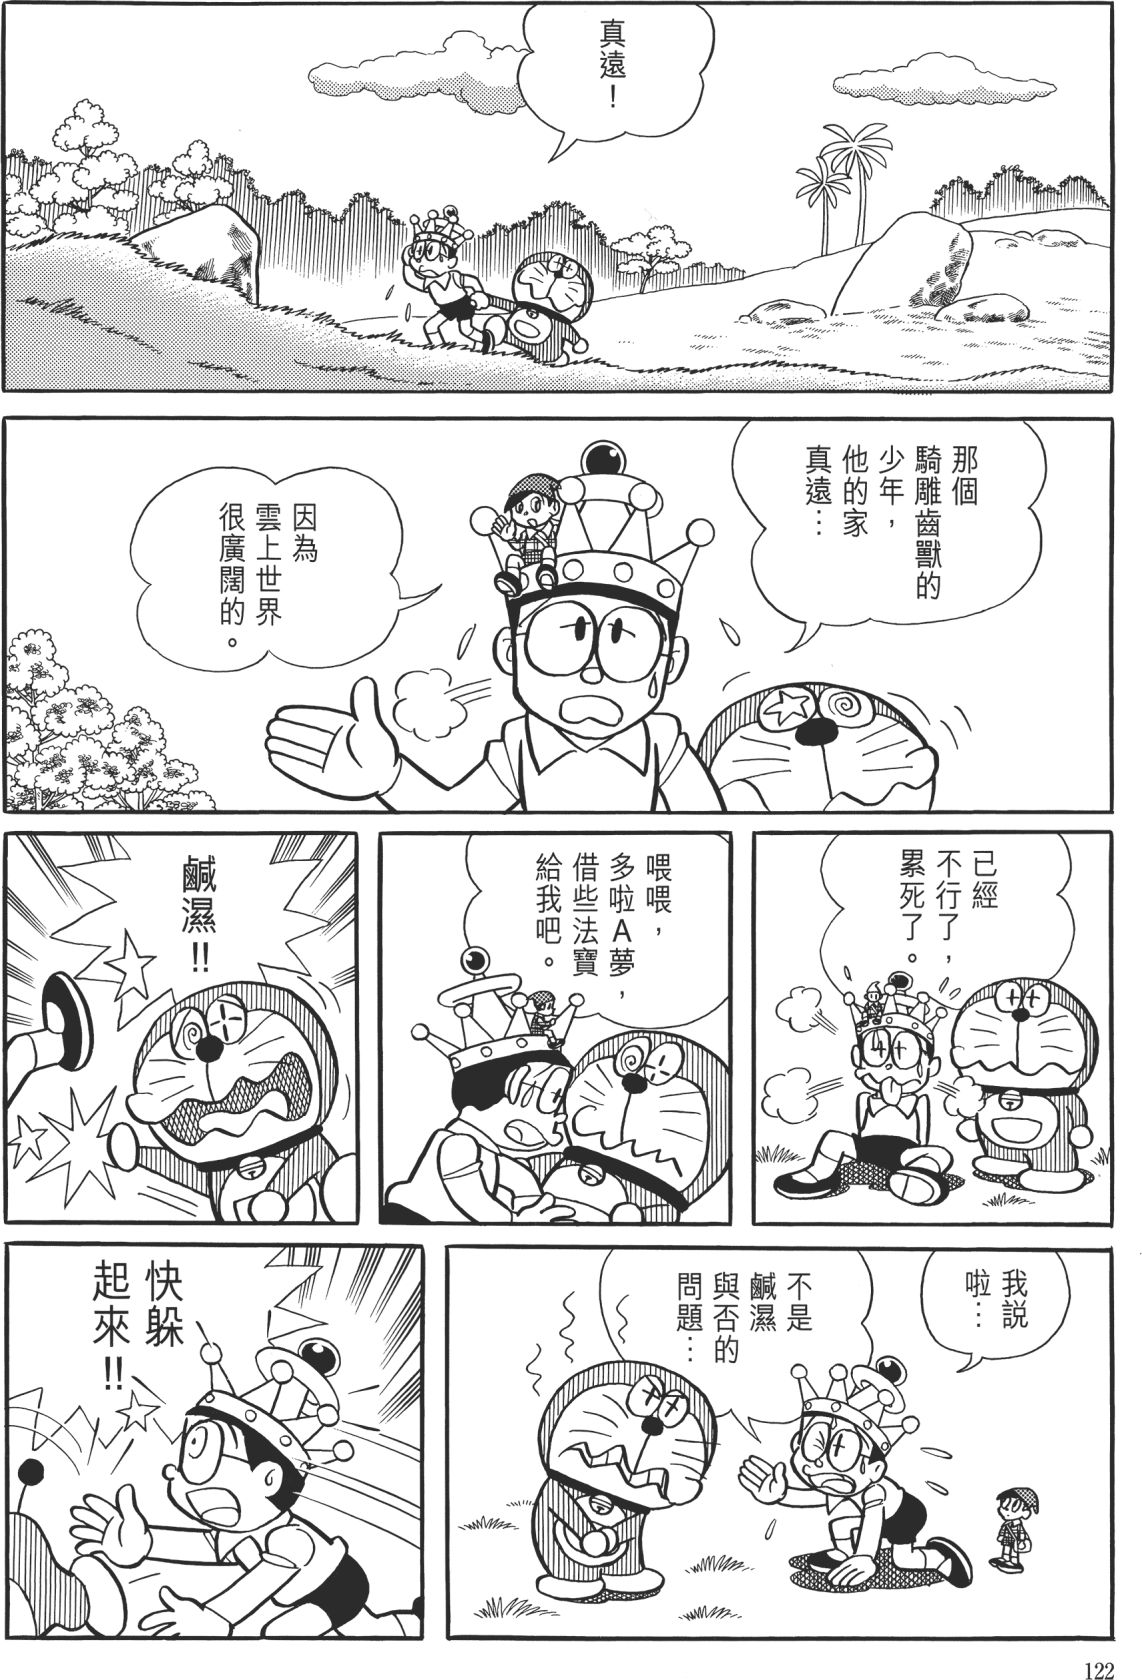 真遠！
那個
騎雕齒獸的
少年，
他的家
真遠…
因為
雲上世界
很廣闊的。
已經
不行了，
累死了。
喂喂，
多啦A夢，
借些法寶
給我吧。
鹹濕!!
我説
啦…
不是
鹹濕
與否的
問題…
快躲
起來!!
122